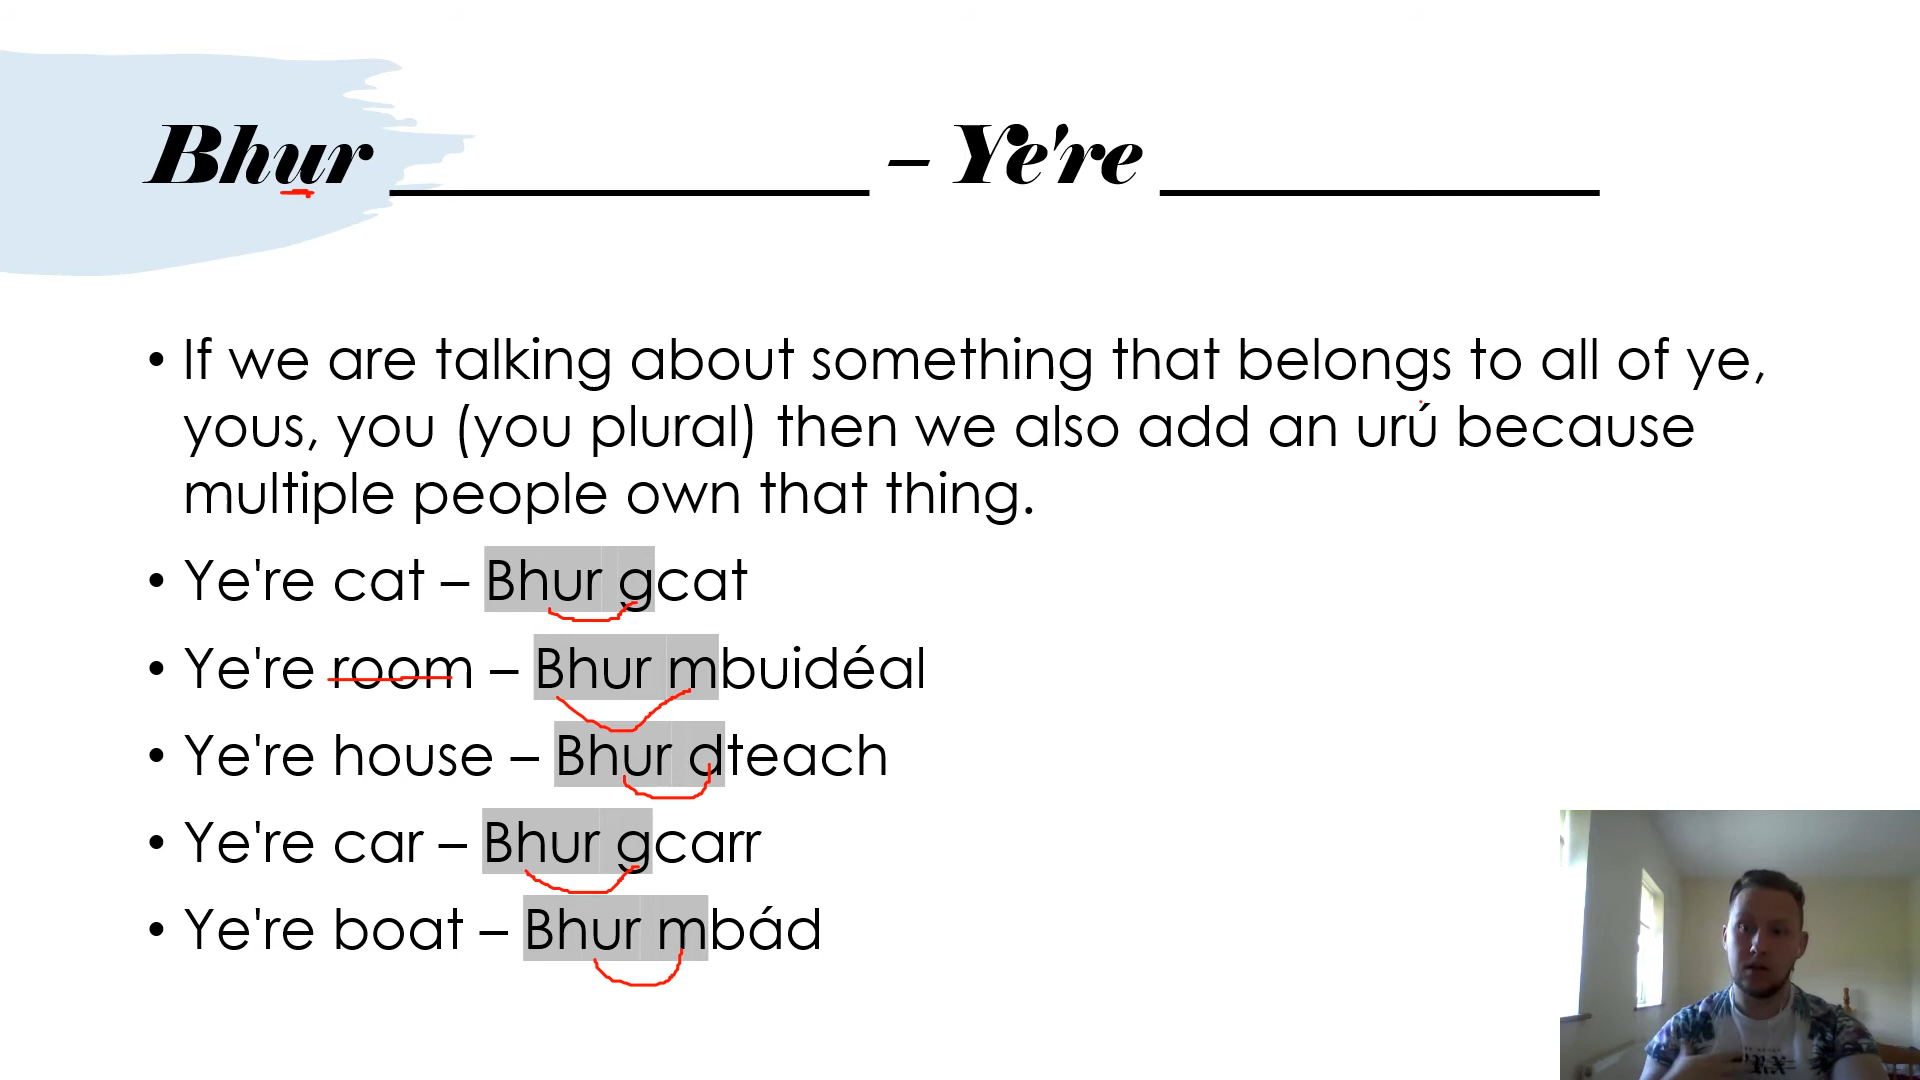 Bhur ____________ – Ye're ___________
• If we are talking about something that belongs to all of ye,
yous, you (you plural) then we also add an urú because
multiple people own that thing.
• Ye're cat – Bhur gcat
• Ye're room – Bhur mbuidéal
• Ye're house – Bhur dteach
• Ye're car – Bhur gcarr
• Ye're boat – Bhur mbád